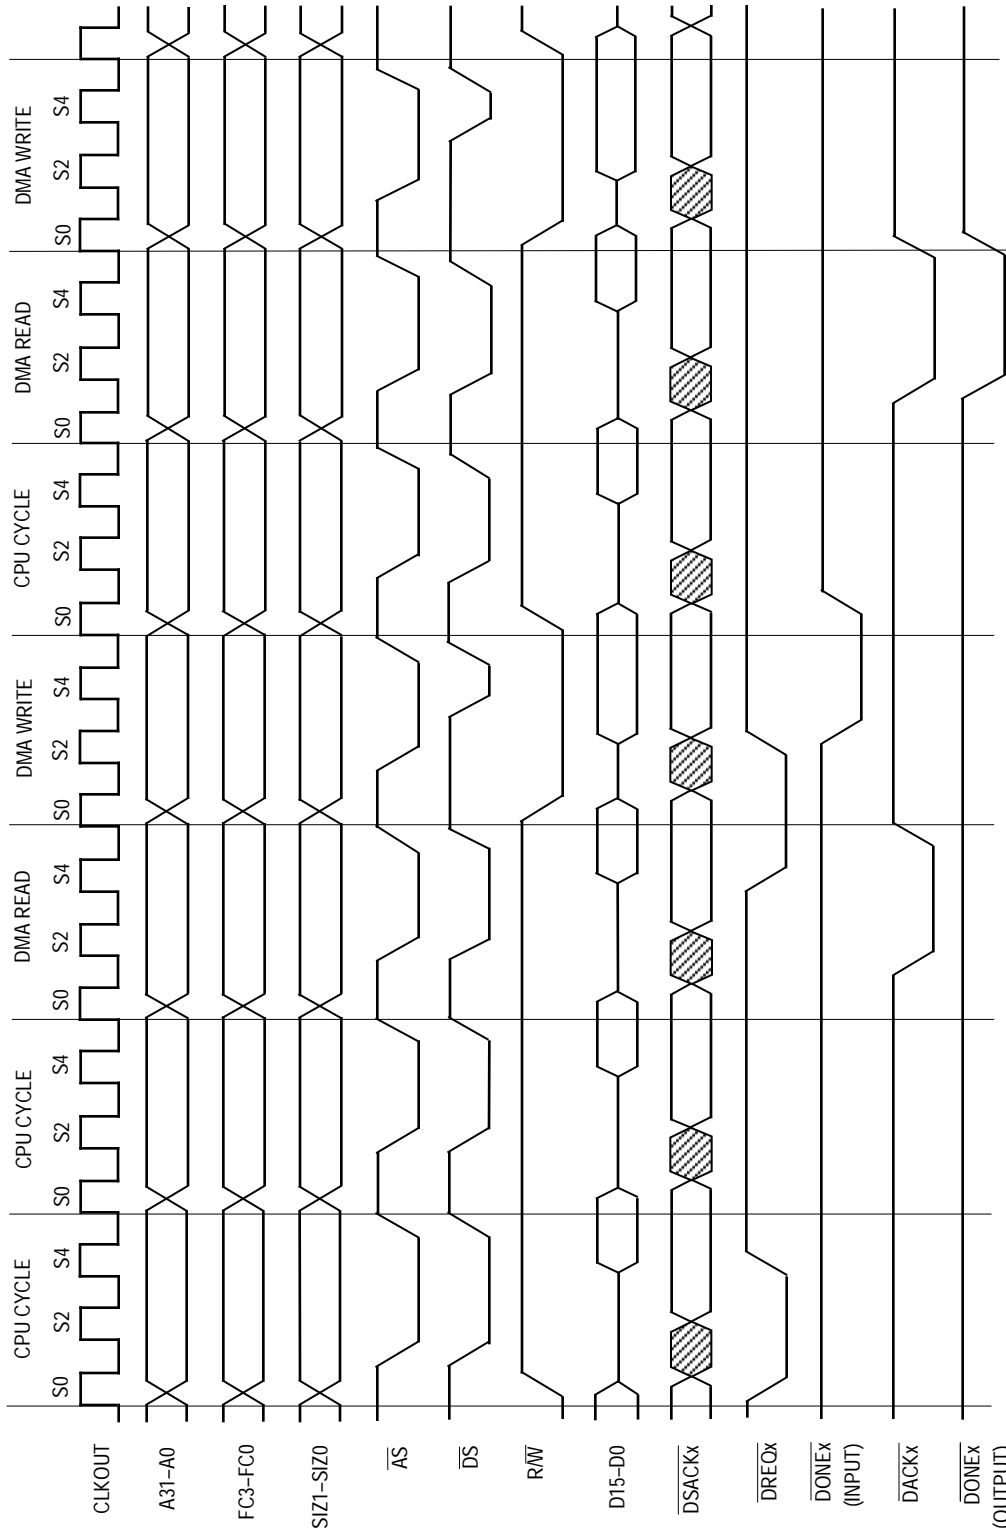 CPU CYCLE
CPU CYCLE
DMA READ
DMA WRITE
CPU CYCLE
DMA READ
DMA WRITE
S0 S2 S4 S0 S2 S4 S0 S2 S4 S0 S2 S4 S0 S2 S4 S0 S2 S4 S0 S2 S4
CLKOUT
A31–A0
FC3–FC0
SIZ1–SIZ0
AS
DS
R/W
D15–D0
DSACKx
DREQx
DONEx
(INPUT)
DACKx
DONEx
(OUTPUT)